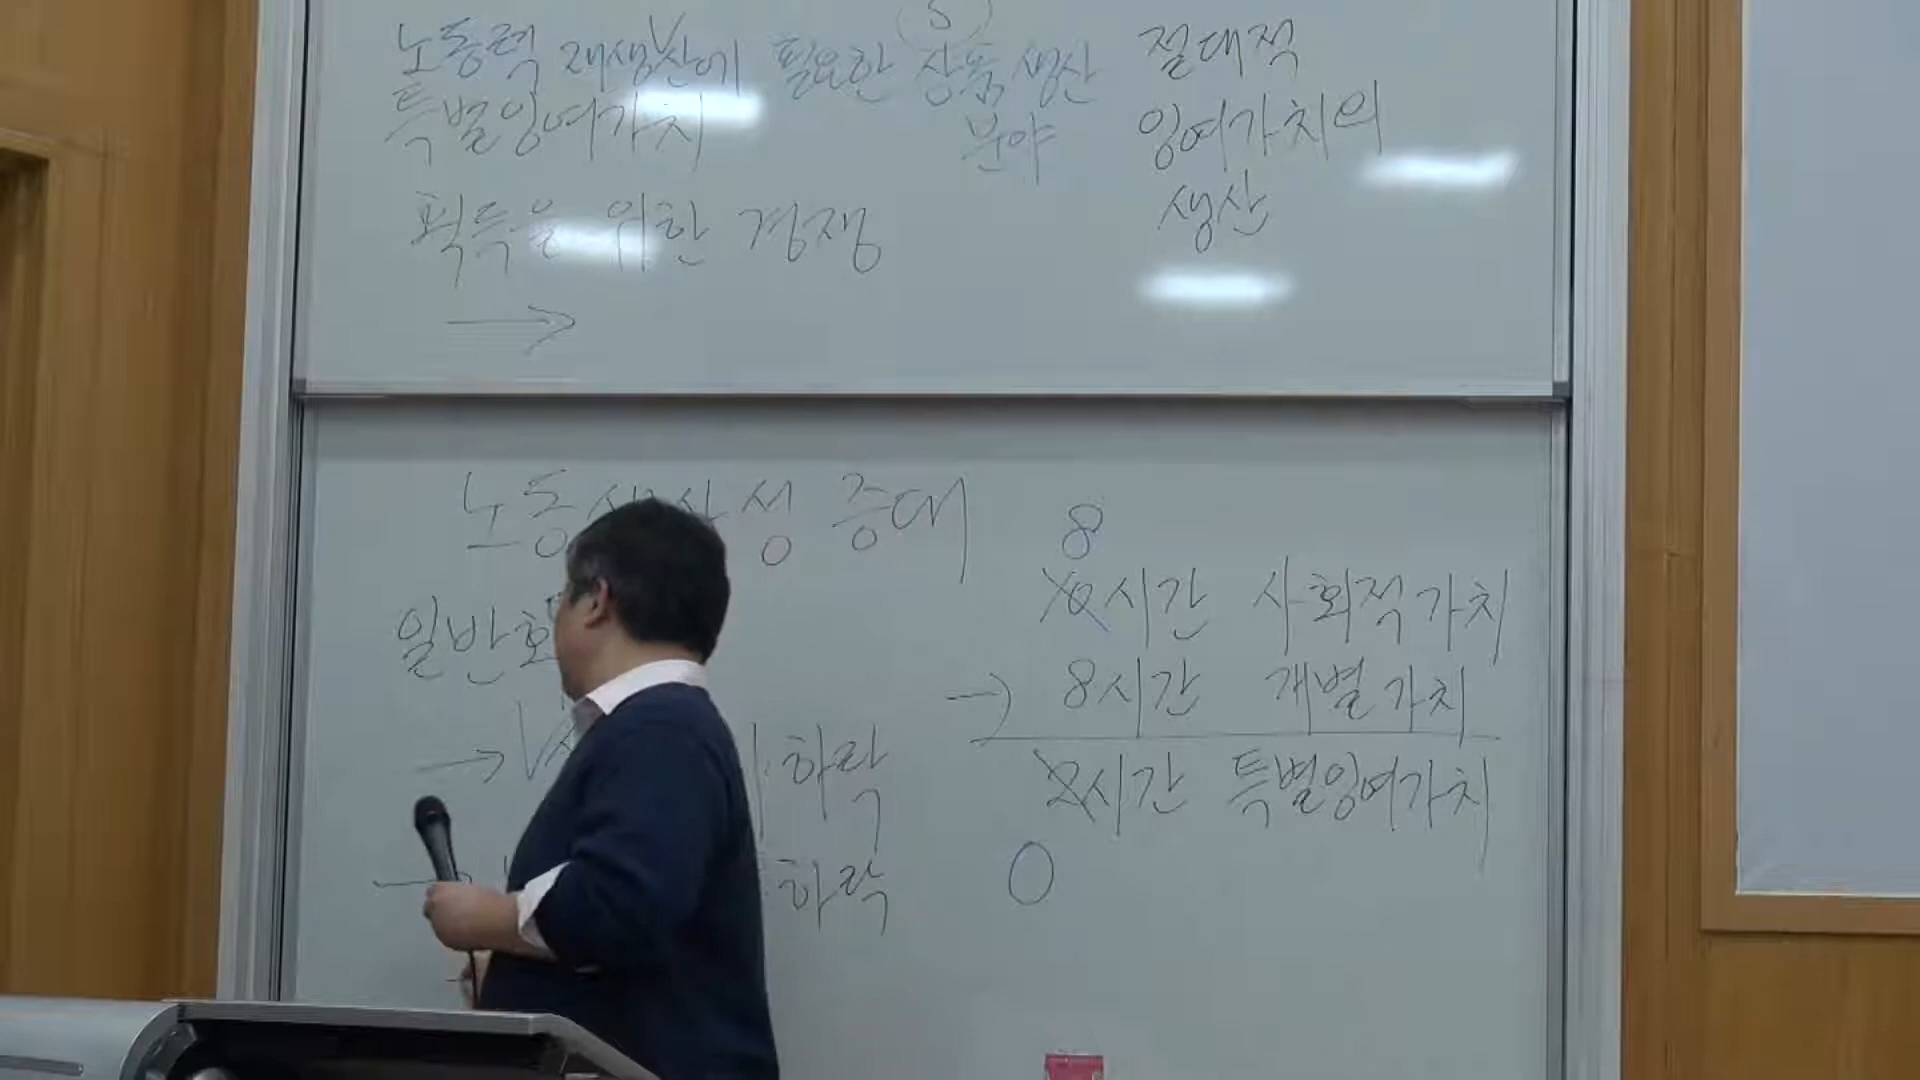 (5)
노동력 재생산에 필요한 상품 생산
분야
특별잉여가치
획득을 위한 경쟁
→
절대적
잉여가치의
생산
노동생산성 증대
일반화
→ 하락
→ 하락
8
10시간 사회적 가치
→ 8시간 개별 가치
2시간 특별잉여가치
0